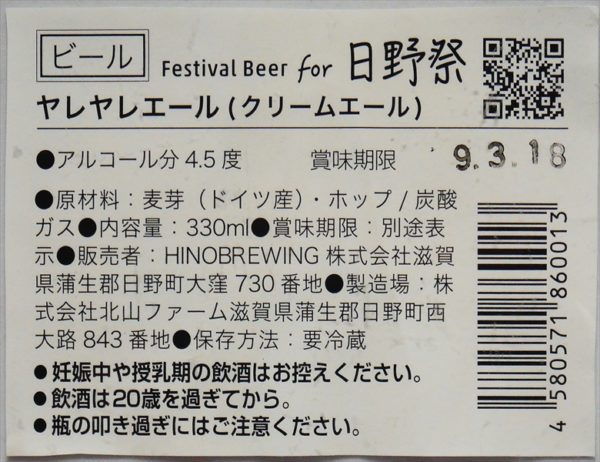 ビール Festival Beer for 日野祭
ヤレヤレエール(クリームエール)
●アルコール分 4.5 度 賞味期限 9.3.18
●原材料：麦芽（ドイツ産）・ホップ / 炭酸
ガス●内容量：330ml●賞味期限：別途表
示●販売者：HINOBREWING 株式会社滋賀
県蒲生郡日野町大窪 730 番地●製造場：株
式会社北山ファーム滋賀県蒲生郡日野町西
大路 843 番地●保存方法：要冷蔵
●妊娠中や授乳期の飲酒はお控えください。
●飲酒は20歳を過ぎてから。
●瓶の叩き過ぎにはご注意ください。
4 580571 860013